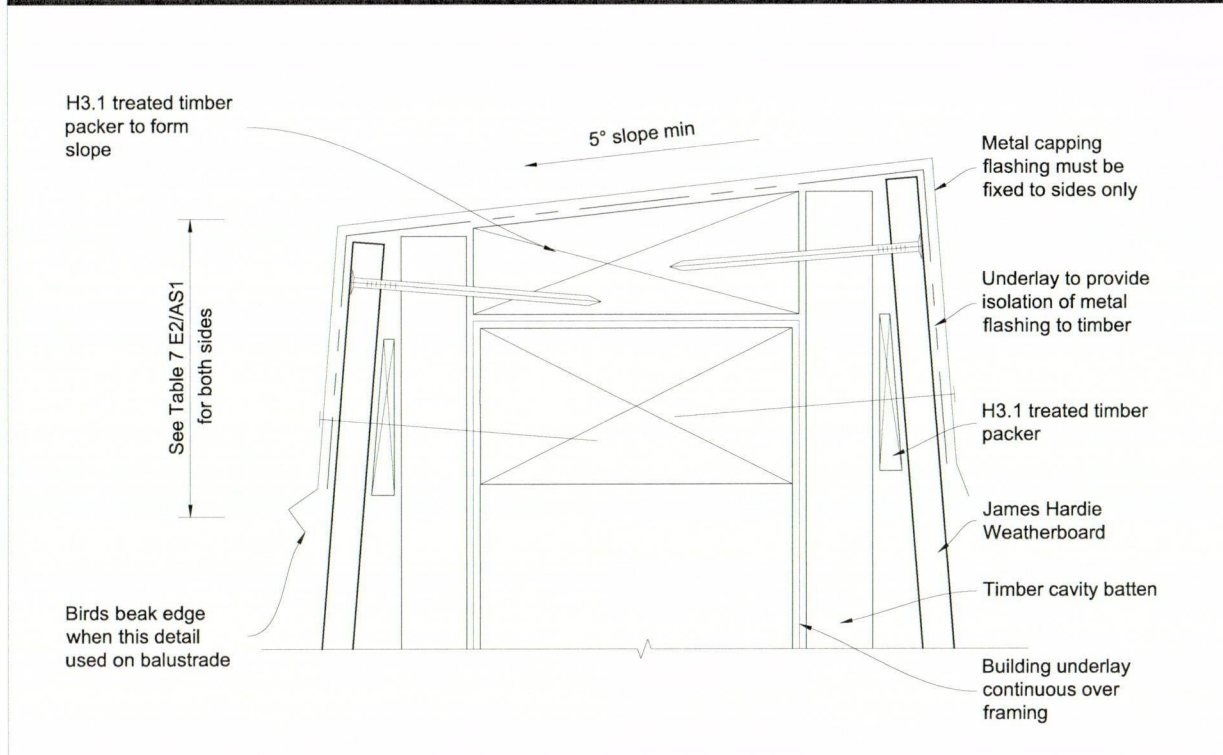 H3.1 treated timber
packer to form
slope
5° slope min
Metal capping
flashing must be
fixed to sides only
See Table 7 E2/AS1
for both sides
Underlay to provide
isolation of metal
flashing to timber
H3.1 treated timber
packer
James Hardie
Weatherboard
Birds beak edge
when this detail
used on balustrade
Timber cavity batten
Building underlay
continuous over
framing